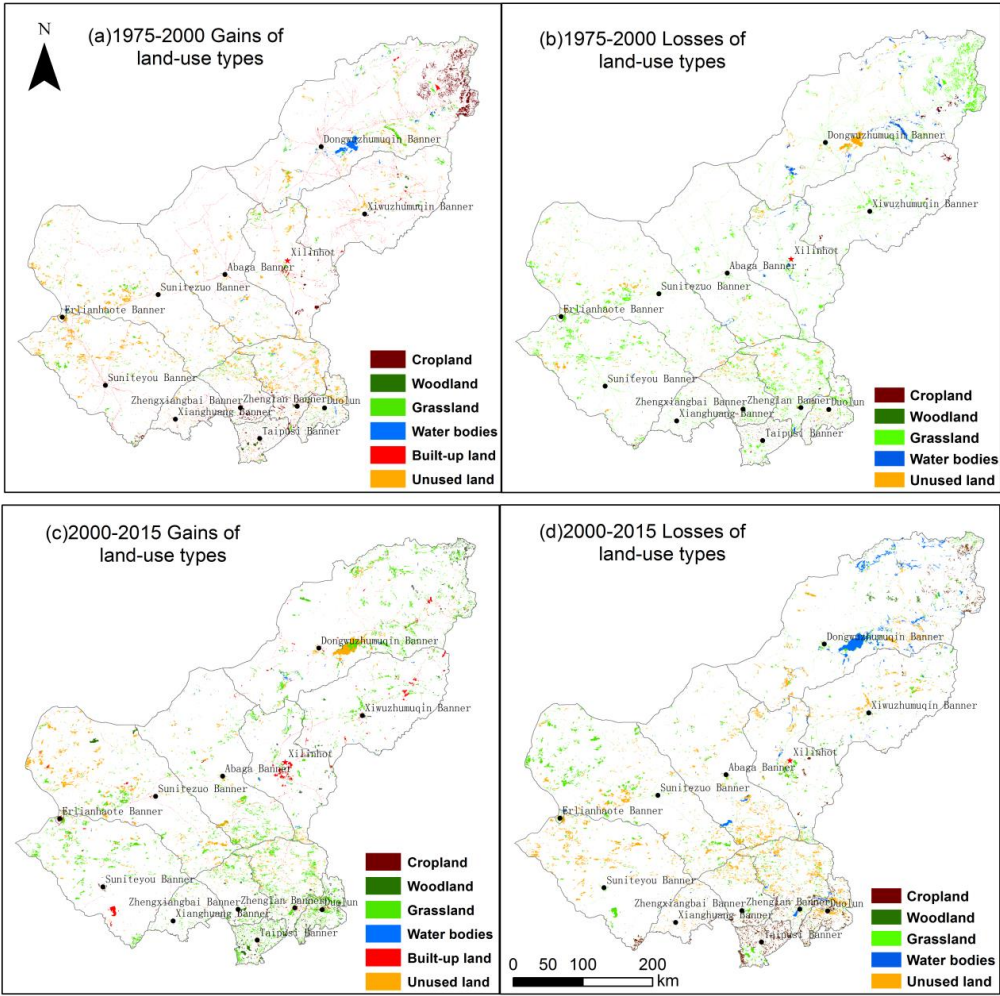 N
(a)1975-2000 Gains of
land-use types
Dongwuzhumuqin Banner
Xiwuzhumuqin Banner
Xilinhot
Abaga Banner
Sunitezuo Banner
Erlianhaote Banner
Suniteyou Banner
Zhengxiangbai Banner
Zhenglan Banner
Duolun
Xianghuang Banner
Taipusi Banner
Cropland
Woodland
Grassland
Water bodies
Built-up land
Unused land
(b)1975-2000 Losses of
land-use types
Dongwuzhumuqin Banner
Xiwuzhumuqin Banner
Xilinhot
Abaga Banner
Sunitezuo Banner
Erlianhaote Banner
Suniteyou Banner
Zhengxiangbai Banner
Zhenglan Banner
Duolun
Xianghuang Banner
Taipusi Banner
Cropland
Woodland
Grassland
Water bodies
Unused land
(c)2000-2015 Gains of
land-use types
Dongwuzhumuqin Banner
Xiwuzhumuqin Banner
Xilinhot
Abaga Banner
Sunitezuo Banner
Erlianhaote Banner
Suniteyou Banner
Zhengxiangbai Banner
Zhenglan Banner
Duolun
Xianghuang Banner
Taipusi Banner
Cropland
Woodland
Grassland
Water bodies
Built-up land
Unused land
(d)2000-2015 Losses of
land-use types
Dongwuzhumuqin Banner
Xiwuzhumuqin Banner
Xilinhot
Abaga Banner
Sunitezuo Banner
Erlianhaote Banner
Suniteyou Banner
Zhengxiangbai Banner
Zhenglan Banner
Duolun
Xianghuang Banner
Taipusi Banner
Cropland
Woodland
Grassland
Water bodies
Unused land
0 50 100 200
km